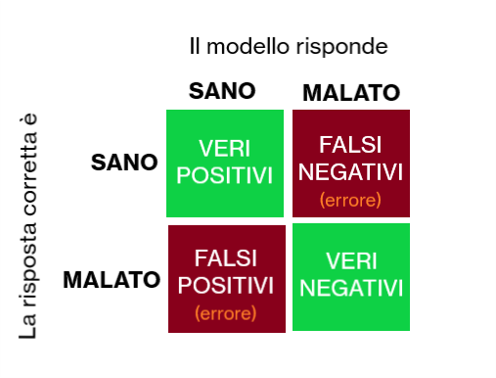 Il modello risponde
SANO
MALATO
La risposta corretta è
SANO
VERI
POSITIVI
FALSI
NEGATIVI
(errore)
MALATO
FALSI
POSITIVI
(errore)
VERI
NEGATIVI